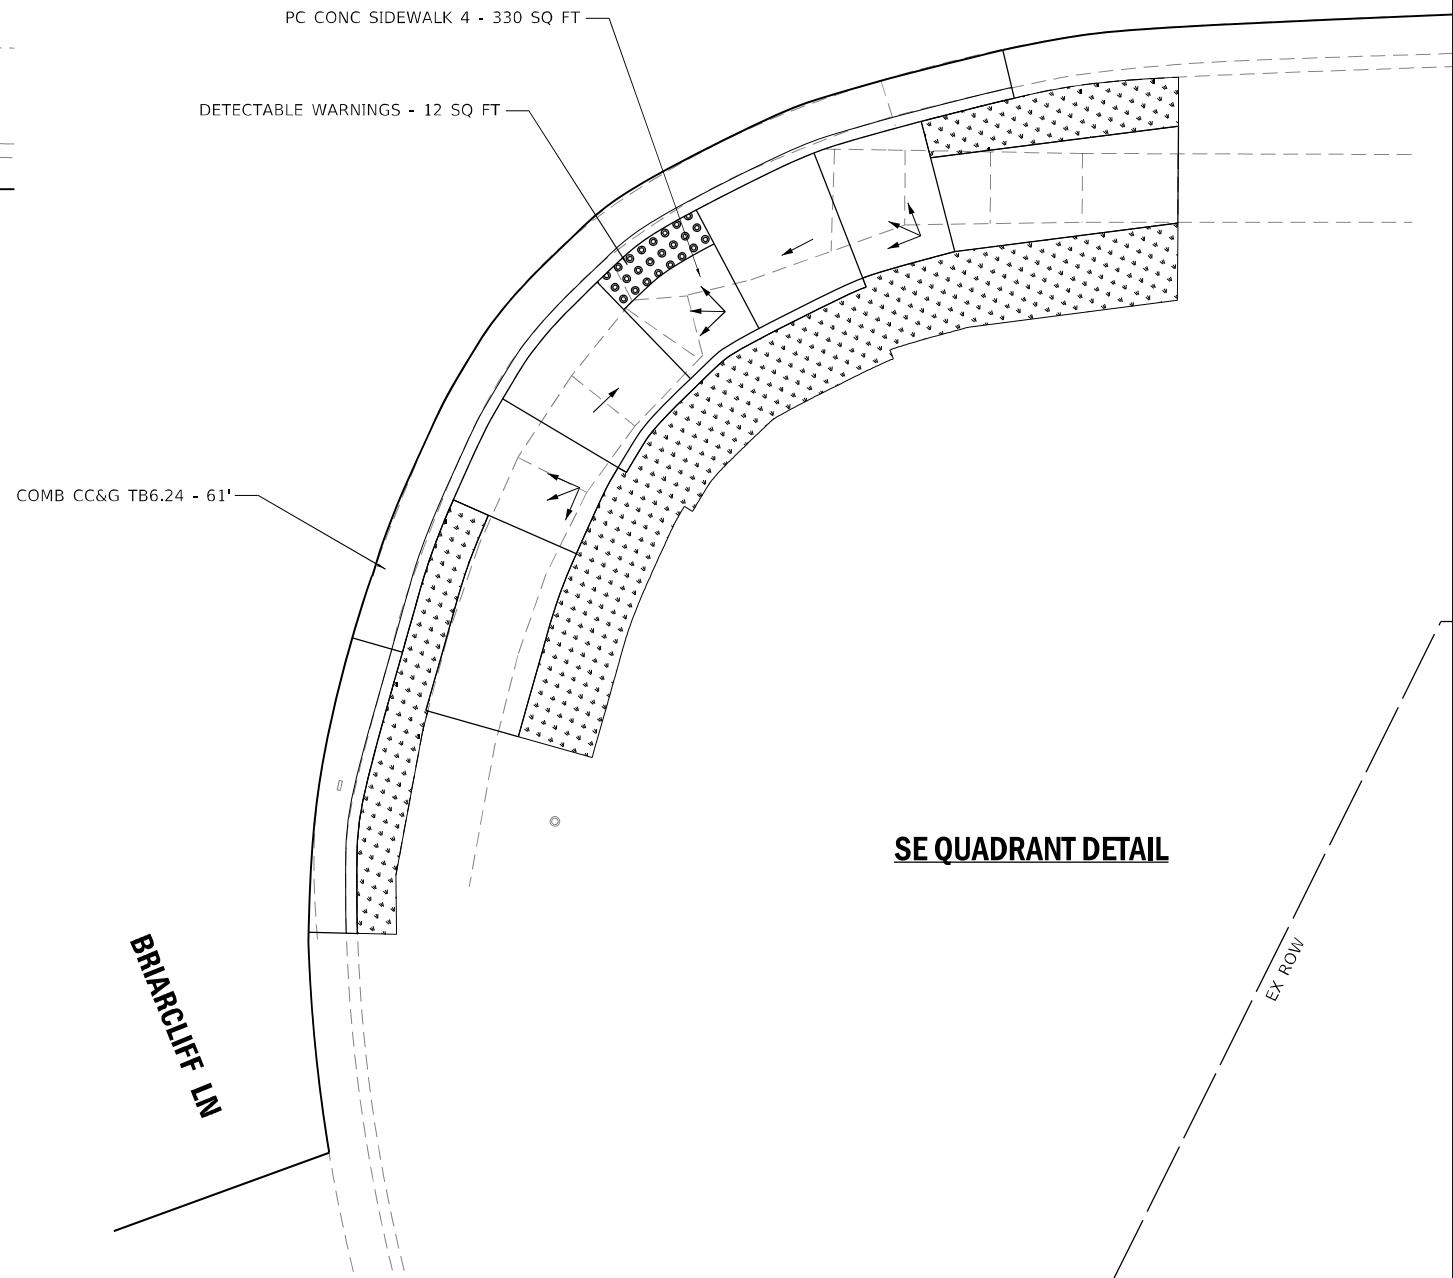 PC CONC SIDEWALK 4 - 330 SQ FT
DETECTABLE WARNINGS - 12 SQ FT
COMB CC&G TB6.24 - 61'
SE QUADRANT DETAIL
BRIARCLIFF LN
EX ROW